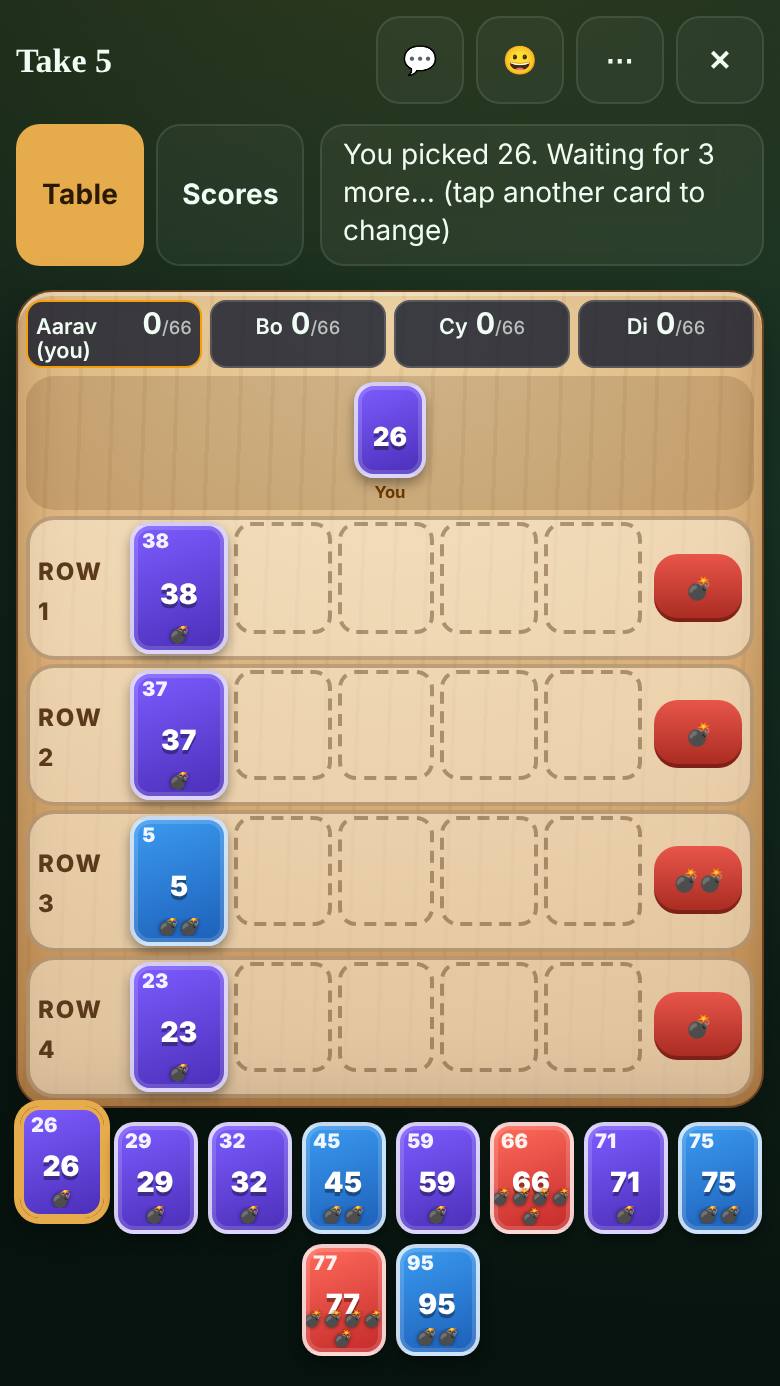 Take 5
💬 😀 ⋯ ✕
Table
Scores
You picked 26. Waiting for 3
more... (tap another card to
change)
Aarav 0/66
(you)
Bo 0/66
Cy 0/66
Di 0/66
26
You
ROW
1
38
38
ROW
2
37
37
ROW
3
5
5
ROW
4
23
23
26
26
29
29
32
32
45
45
59
59
66
66
71
71
75
75
77
77
95
95